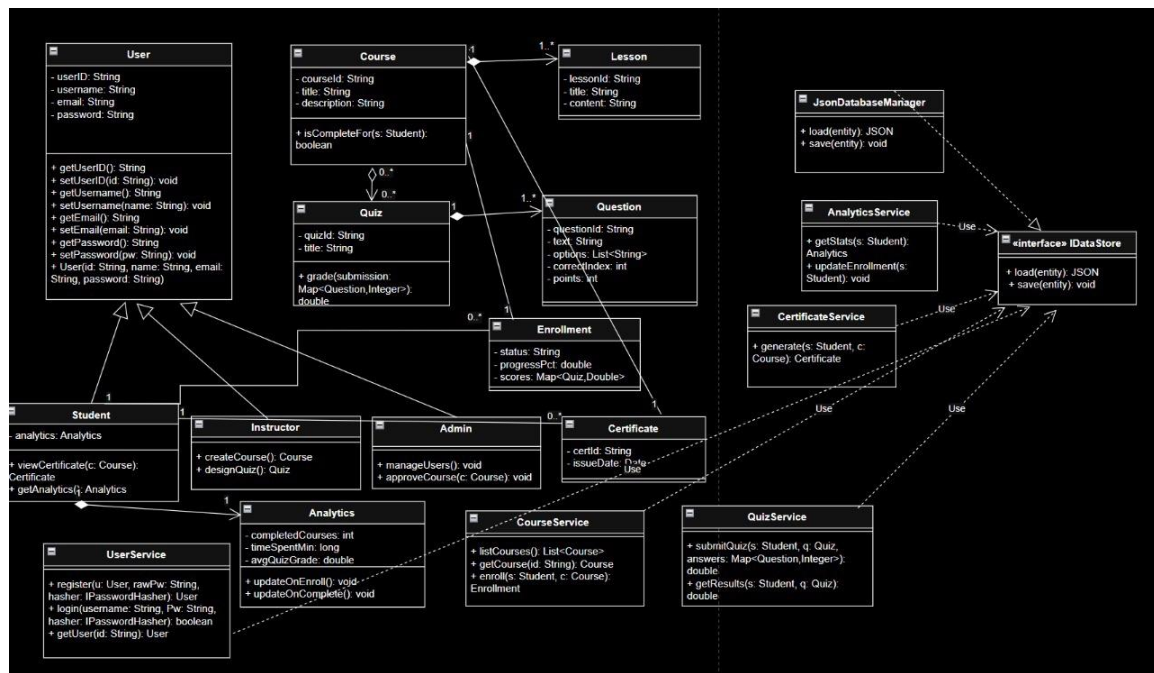 User
- userID: String
- username: String
- email: String
- password: String
+ getUserID(): String
+ setUserID(id: String): void
+ getUsername(): String
+ setUsername(name: String): void
+ getEmail(): String
+ setEmail(email: String): void
+ getPassword(): String
+ setPassword(pw: String): void
+ User(id: String, name: String, email:
String, password: String)
Course
- courseId: String
- title: String
- description: String
+ isCompleteFor(s: Student):
boolean
1
1..*
1
Lesson
- lessonId: String
- title: String
- content: String
0..*
0..*
Quiz
- quizId: String
- title: String
+ grade(submission:
Map<Question,Integer>):
double
1
1..*
Question
- questionId: String
- text: String
- options: List<String>
- correctIndex: int
- points: int
JsonDatabaseManager
+ load(entity): JSON
+ save(entity): void
AnalyticsService
+ getStats(s: Student):
Analytics
+ updateEnrollment(s:
Student): void
Use
«interface» IDataStore
+ load(entity): JSON
+ save(entity): void
CertificateService
+ generate(s: Student, c:
Course): Certificate
Use
0..*
1
Enrollment
- status: String
- progressPct: double
- scores: Map<Quiz,Double>
1
Student
- analytics: Analytics
+ viewCertificate(c: Course):
Certificate
+ getAnalytics(): Analytics
1
1
Instructor
+ createCourse(): Course
+ designQuiz(): Quiz
Admin
+ manageUsers(): void
+ approveCourse(c: Course): void
0..*
1
Certificate
- certId: String
- issueDate: Date
Use
Use
Use
1
Analytics
- completedCourses: int
- timeSpentMin: long
- avgQuizGrade: double
+ updateOnEnroll(): void
+ updateOnComplete(): void
UserService
+ register(u: User, rawPw: String,
hasher: IPasswordHasher): User
+ login(username: String, Pw: String,
hasher: IPasswordHasher): boolean
+ getUser(id: String): User
CourseService
+ listCourses(): List<Course>
+ getCourse(id: String): Course
+ enroll(s: Student, c: Course):
Enrollment
QuizService
+ submitQuiz(s: Student, q: Quiz,
answers: Map<Question,Integer>):
double
+ getResults(s: Student, q: Quiz):
double